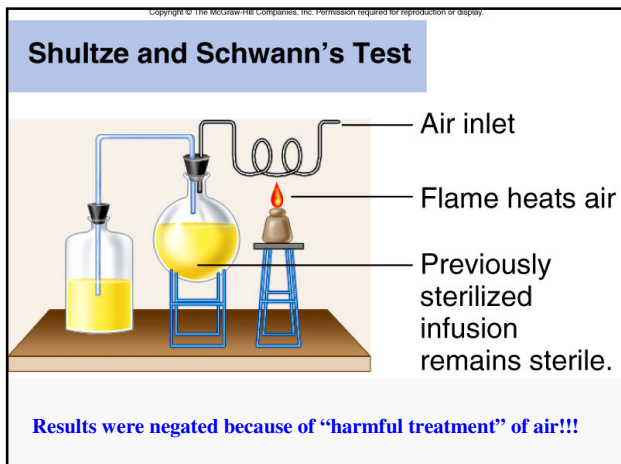 Copyright © The McGraw-Hill Companies, Inc. Permission required for reproduction or display.
Shultze and Schwann's Test
Air inlet
Flame heats air
Previously
sterilized
infusion
remains sterile.
Results were negated because of “harmful treatment” of air!!!